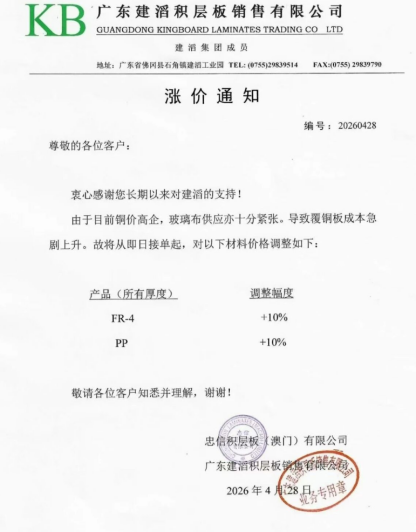 KB 广东建滔积层板销售有限公司
GUANGDONG KINGBOARD LAMINATES TRADING CO LTD
建滔集团成员
地址:广东省佛冈县石角镇建滔工业园 TEL: (0755) 29839514 FAX:(0755) 29839790
涨价通知
编号:20260428
尊敬的各位客户:
衷心感谢您长期以来对建滔的支持!
由于目前铜价高企,玻璃布供应亦十分紧张。导致覆铜板成本急
剧上升。故将从即日接单起,对以下材料价格调整如下:
产品(所有厚度) 调整幅度
FR-4 +10%
PP +10%
敬请各位客户知悉并理解,谢谢!
忠信积层板(澳门)有限公司
广东建滔积层板销售有限公司
2026 年 4 月 28 日
业务专用章